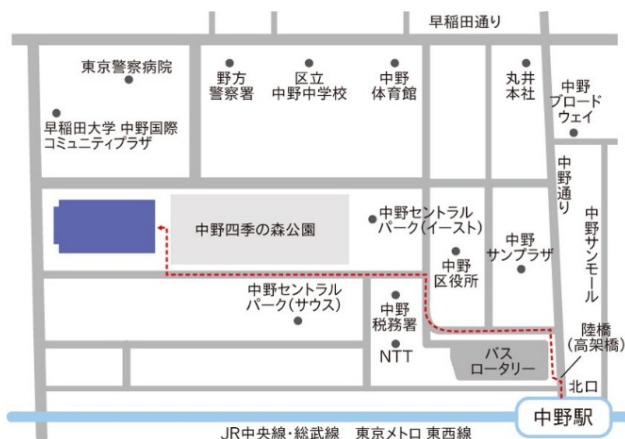 早稲田通り
東京警察病院
野方
警察署
区立
中野中学校
中野
体育館
丸井
本社
中野
ブロード
ウェイ
早稲田大学 中野国際
コミュニティプラザ
中野通り
中野サンモール
中野四季の森公園
中野セントラル
パーク(イースト)
中野
区役所
中野
サンプラザ
中野セントラル
パーク(サウス)
中野
税務署
NTT
バス
ロータリー
陸橋
(高架橋)
北口
中野駅
JR中央線・総武線 東京メトロ 東西線